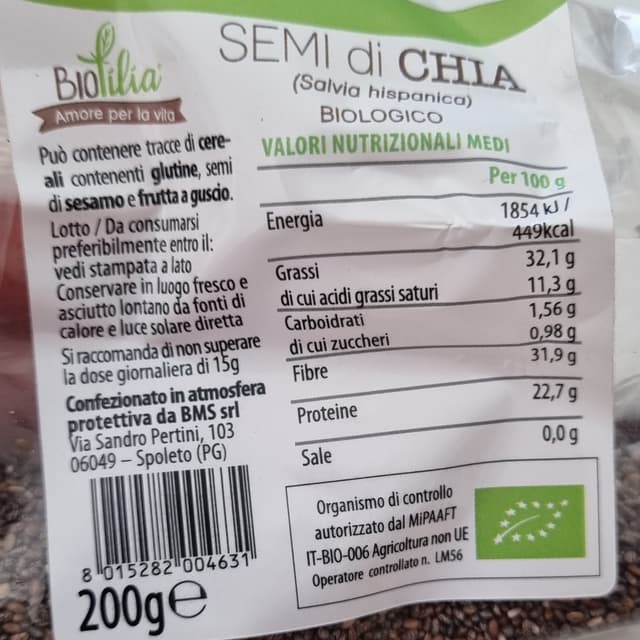 BIOfilia
Amore per la vita
SEMI di CHIA
(Salvia hispanica)
BIOLOGICO
Può contenere tracce di cere-
ali contenenti glutine, semi
di sesamo e frutta a guscio.
Lotto / Da consumarsi
preferibilmente entro il:
vedi stampata a lato
Conservare in luogo fresco e
asciutto lontano da fonti di
calore e luce solare diretta
Si raccomanda di non superare
la dose giornaliera di 15g
Confezionato in atmosfera
protettiva da BMS srl
Via Sandro Pertini, 103
06049 – Spoleto (PG)
8 015282 004631
200g℮
VALORI NUTRIZIONALI MEDI
Per 100 g
Energia 1854 kJ /
449kcal
Grassi 32,1 g
di cui acidi grassi saturi 11,3 g
Carboidrati 1,56 g
di cui zuccheri 0,98 g
Fibre 31,9 g
Proteine 22,7 g
Sale 0,0 g
Organismo di controllo
autorizzato dal MiPAAFT
IT-BIO-006 Agricoltura non UE
Operatore controllato n. LM56